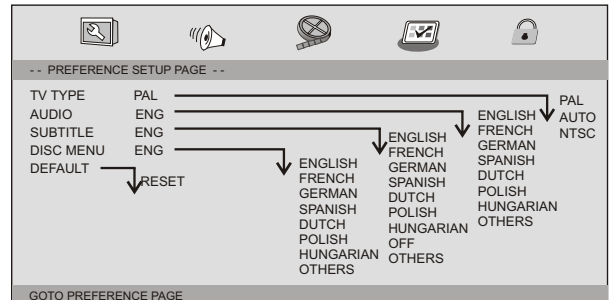 - - PREFERENCE SETUP PAGE - -
TV TYPE PAL
AUDIO ENG
SUBTITLE ENG
DISC MENU ENG
DEFAULT
RESET
ENGLISH
FRENCH
GERMAN
SPANISH
DUTCH
POLISH
HUNGARIAN
OTHERS
ENGLISH
FRENCH
GERMAN
SPANISH
DUTCH
POLISH
HUNGARIAN
OFF
OTHERS
ENGLISH
FRENCH
GERMAN
SPANISH
DUTCH
POLISH
HUNGARIAN
OTHERS
PAL
AUTO
NTSC
GOTO PREFERENCE PAGE